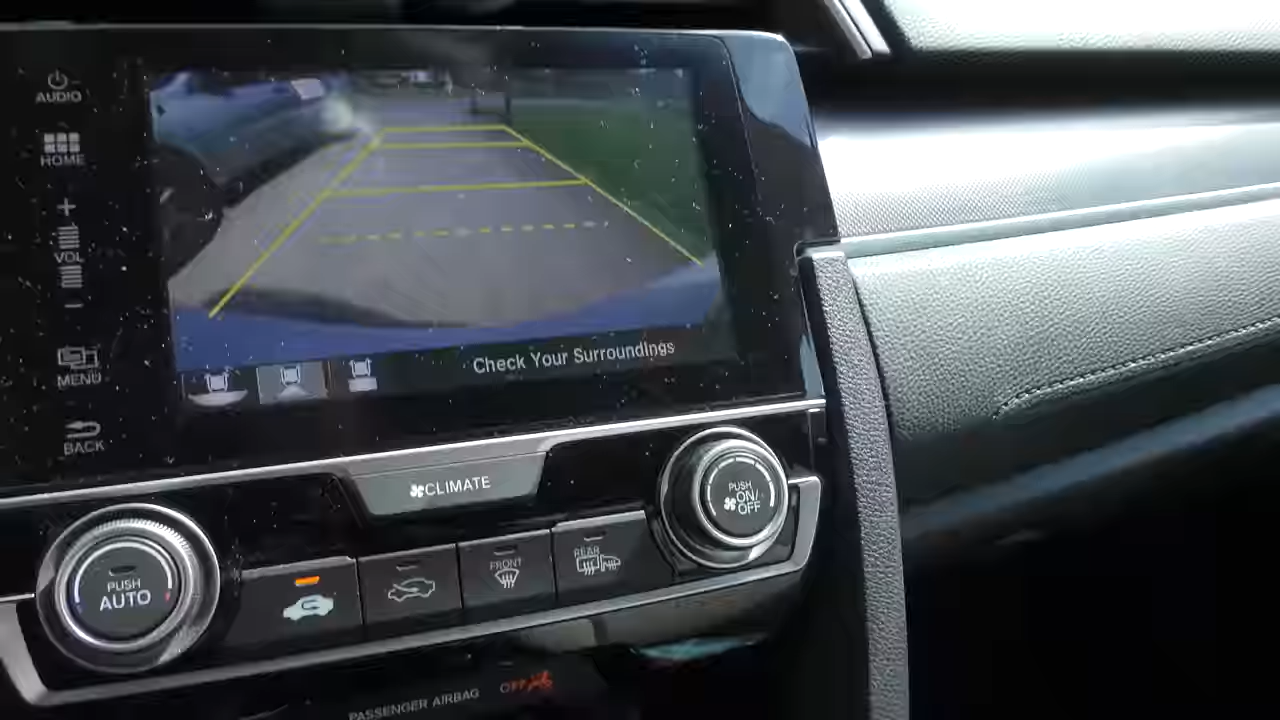 AUDIO
HOME
+
VOL
-
MENU
BACK
Check Your Surroundings
CLIMATE
PUSH
AUTO
FRONT
REAR
PUSH
ON/
OFF
PASSENGER AIRBAG
OFF